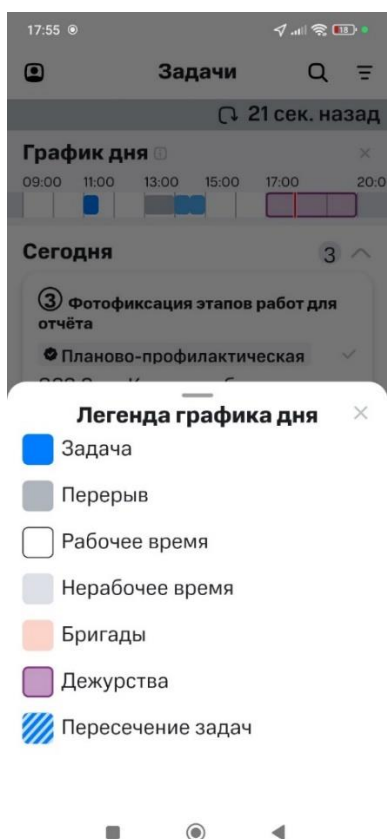 17:55
18
Задачи
21 сек. назад
График дня
09:00 11:00 13:00 15:00 17:00 20:0
Сегодня
3
3 Фотофиксация этапов работ для
отчёта
Планово-профилактическая
Легенда графика дня
Задача
Перерыв
Рабочее время
Нерабочее время
Бригады
Дежурства
Пересечение задач